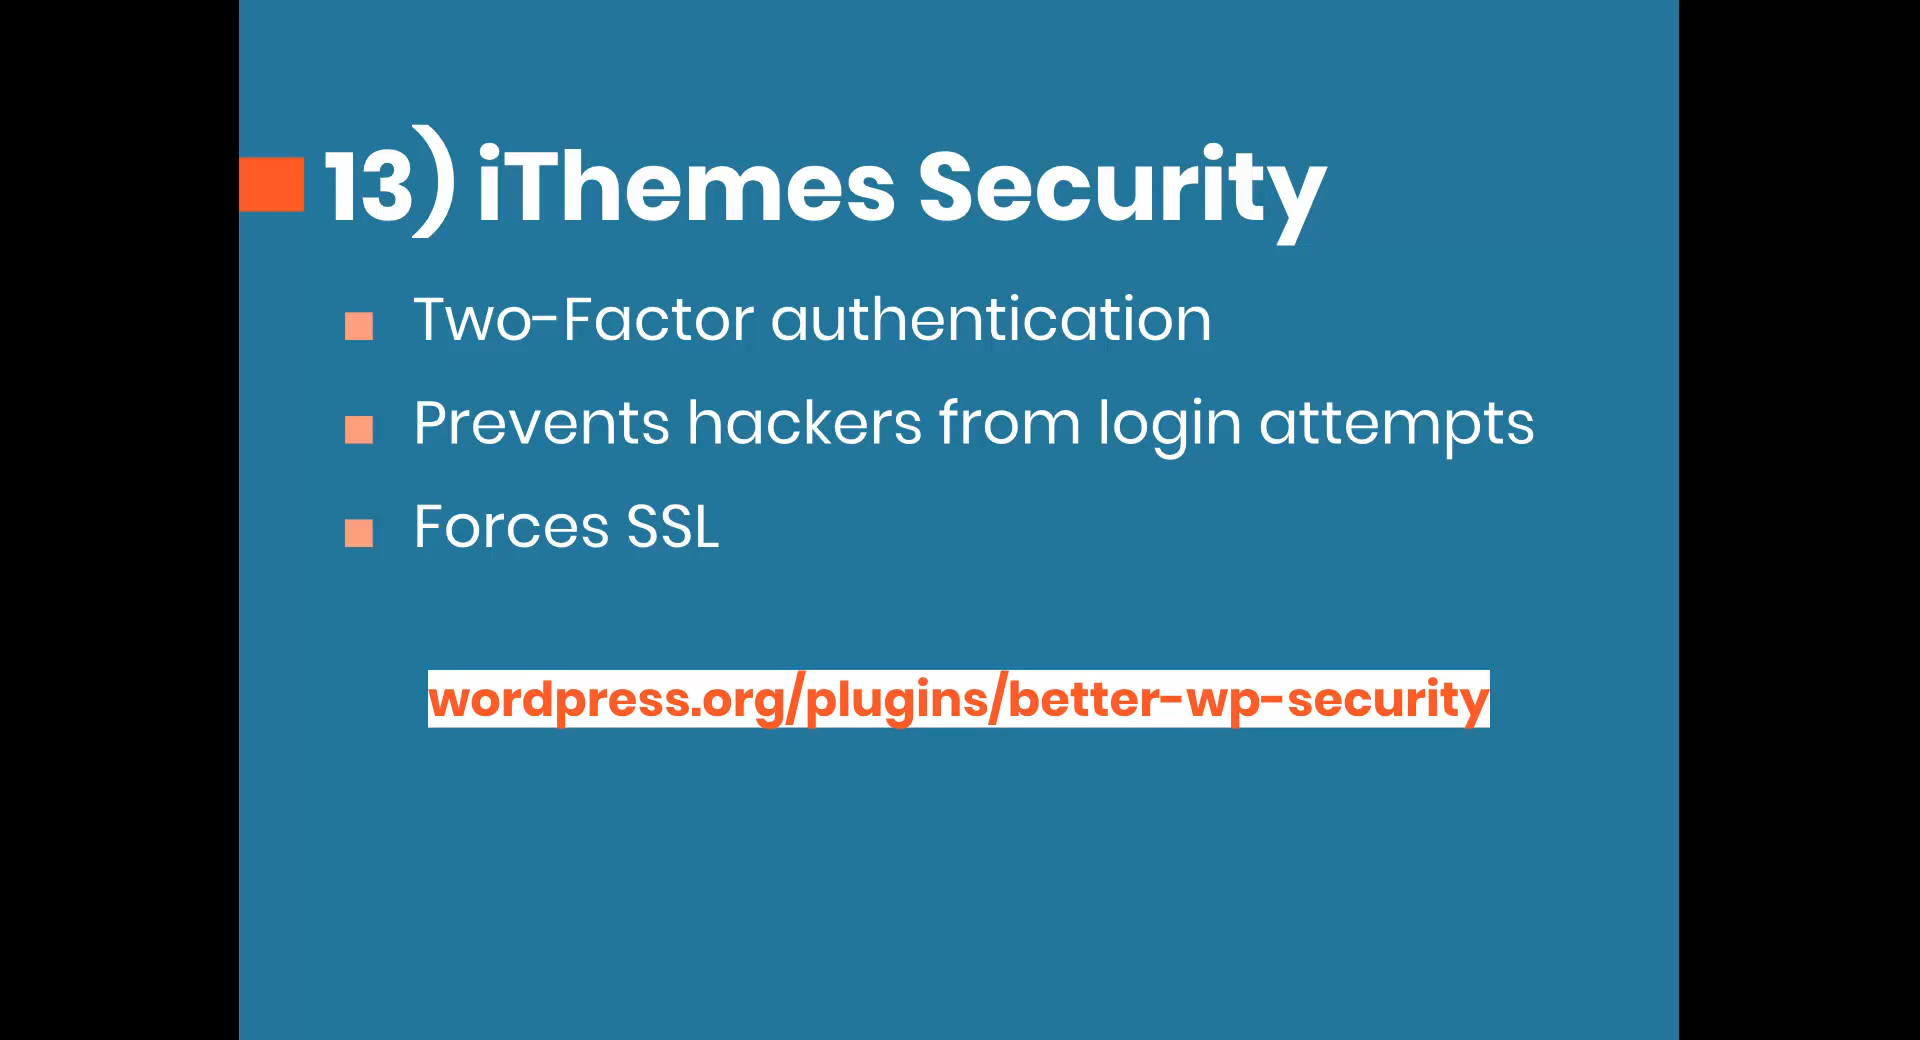 13) iThemes Security
Two-Factor authentication
Prevents hackers from login attempts
Forces SSL
wordpress.org/plugins/better-wp-security